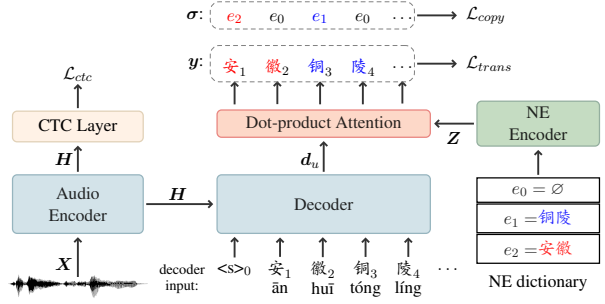 σ: e₂ e₀ e₁ e₀ ... ℒ_copy
y: 安₁ 徽₂ 铜₃ 陵₄ ... ℒ_trans
ℒ_ctc
CTC Layer
Dot-product Attention
NE Encoder
Z
H
d_u
Audio Encoder
H
Decoder
e₀ = ∅
e₁ = 铜陵
e₂ = 安徽
X
decoder input: <s>₀ 安₁ 徽₂ 铜₃ 陵₄ ...
ān huī tóng líng
NE dictionary